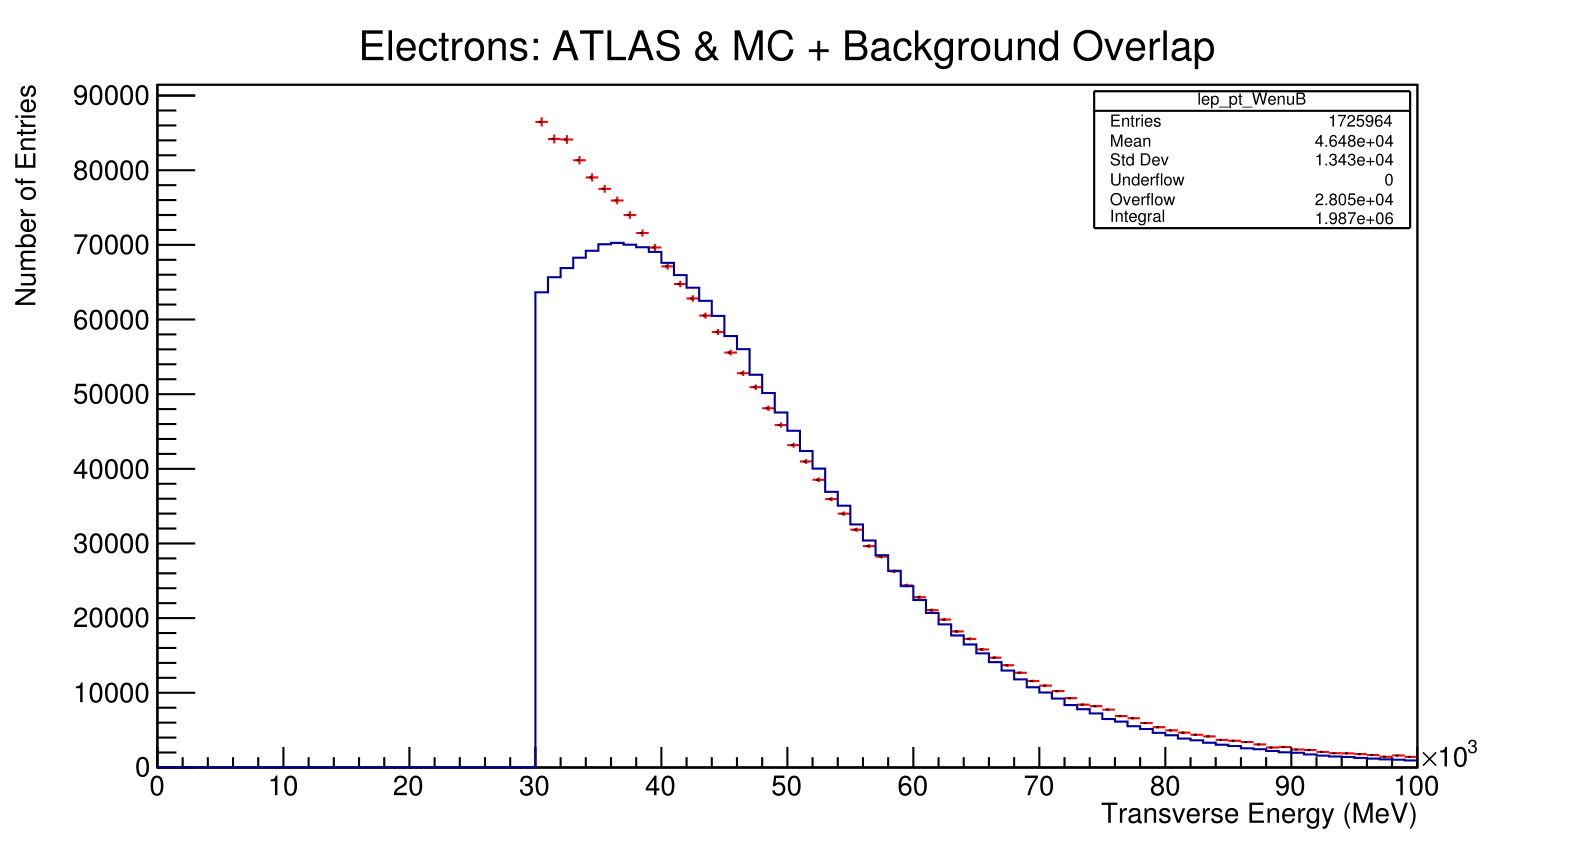 Electrons: ATLAS & MC + Background Overlap
Number of Entries
90000
80000
70000
60000
50000
40000
30000
20000
10000
0
lep_pt_WenuB
Entries 1725964
Mean 4.648e+04
Std Dev 1.343e+04
Underflow 0
Overflow 2.805e+04
Integral 1.987e+06
0 10 20 30 40 50 60 70 80 90 100
×10³
Transverse Energy (MeV)